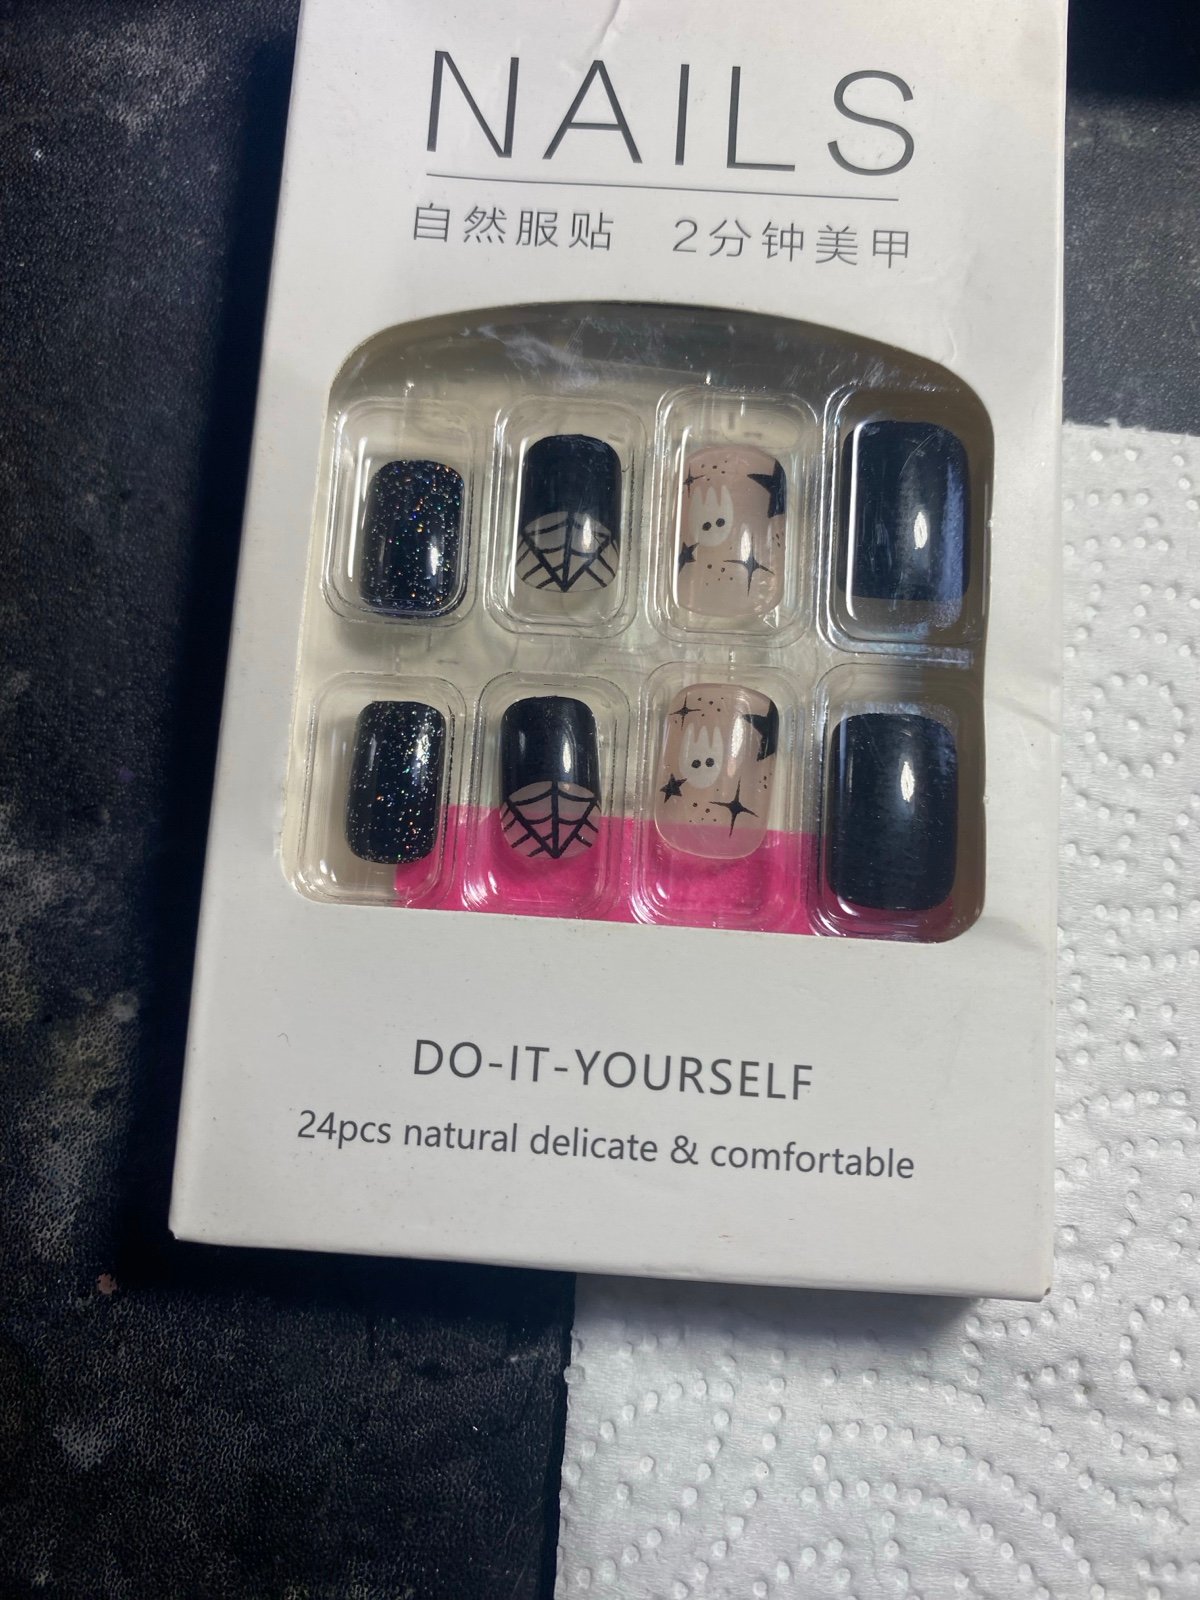 NAILS
自然服贴 2分钟美甲
DO-IT-YOURSELF
24pcs natural delicate & comfortable